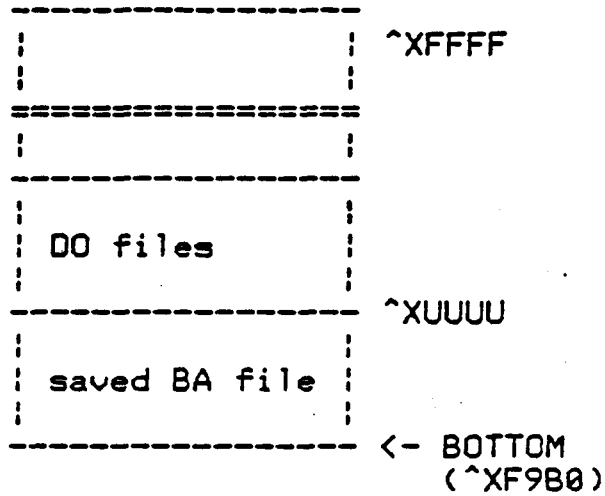 ^XFFFF
DO files
^XUUUU
saved BA file
<- BOTTOM
(^XF9B0)